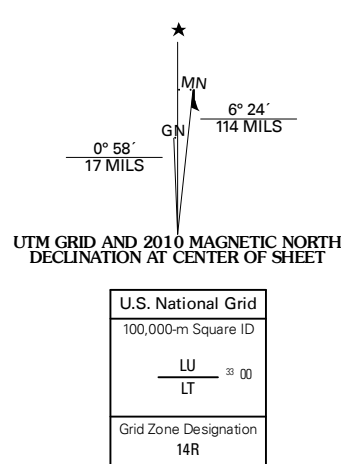 ★
MN
6° 24´
114 MILS
GN
0° 58´
17 MILS
UTM GRID AND 2010 MAGNETIC NORTH
DECLINATION AT CENTER OF SHEET
U.S. National Grid
100,000-m Square ID
LU
33 00
LT
Grid Zone Designation
14R